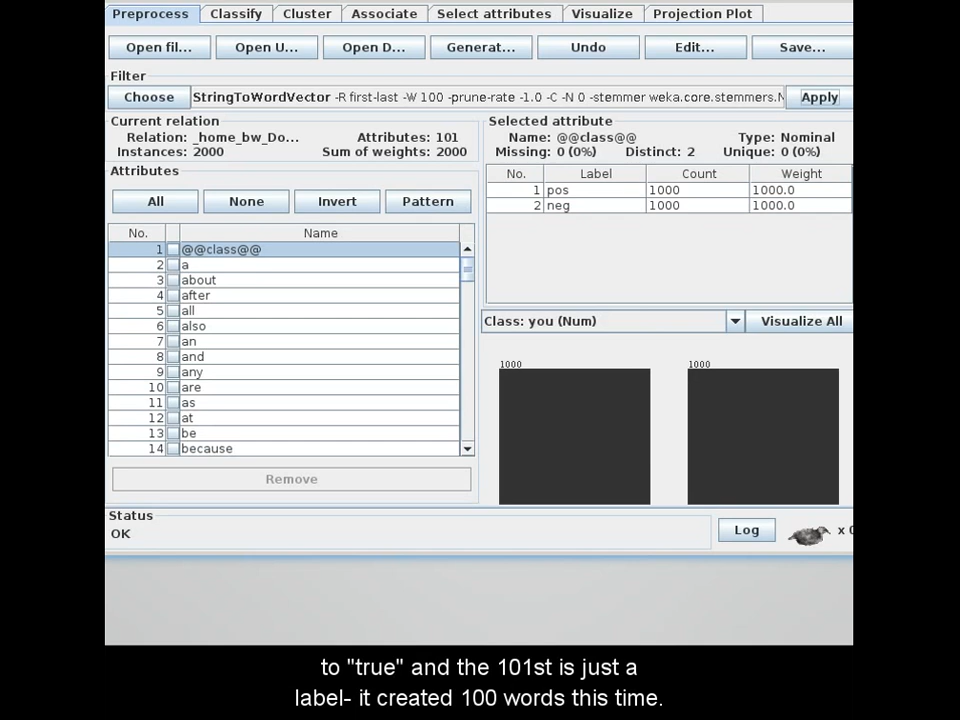 Preprocess Classify Cluster Associate Select attributes Visualize Projection Plot
Open fil... Open U... Open D... Generat... Undo Edit... Save...
Filter
Choose StringToWordVector -R first-last -W 100 -prune-rate -1.0 -C -N 0 -stemmer weka.core.stemmers.N Apply
Current relation
Relation: _home_bw_Do... Attributes: 101
Instances: 2000 Sum of weights: 2000
Attributes
All None Invert Pattern
No. Name
1 @@class@@
2 a
3 about
4 after
5 all
6 also
7 an
8 and
9 any
10 are
11 as
12 at
13 be
14 because
Remove
Selected attribute
Name: @@class@@ Type: Nominal
Missing: 0 (0%) Distinct: 2 Unique: 0 (0%)
No. Label Count Weight
1 pos 1000 1000.0
2 neg 1000 1000.0
Class: you (Num) Visualize All
1000 1000
Status
OK
Log x 0
to "true" and the 101st is just a
label- it created 100 words this time.